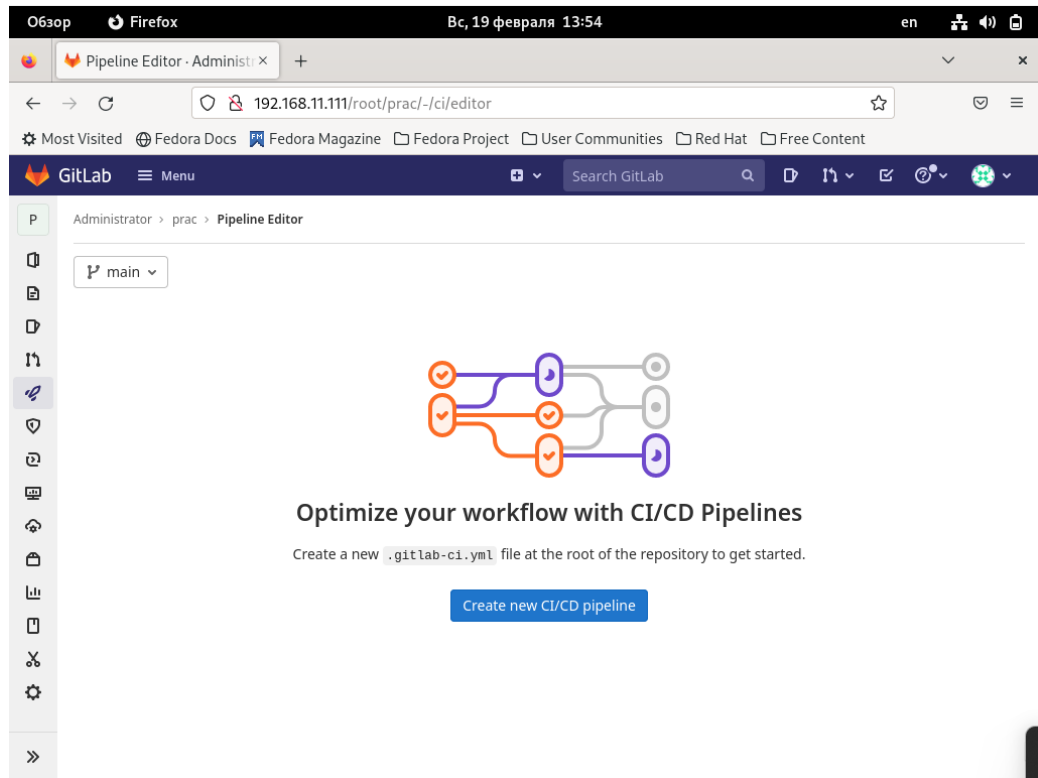 Обзор Firefox Вс, 19 февраля 13:54 en
Pipeline Editor · Administr
192.168.11.111/root/prac/-/ci/editor
Most Visited Fedora Docs Fedora Magazine Fedora Project User Communities Red Hat Free Content
GitLab Menu Search GitLab
P Administrator › prac › Pipeline Editor
main
Optimize your workflow with CI/CD Pipelines
Create a new .gitlab-ci.yml file at the root of the repository to get started.
Create new CI/CD pipeline